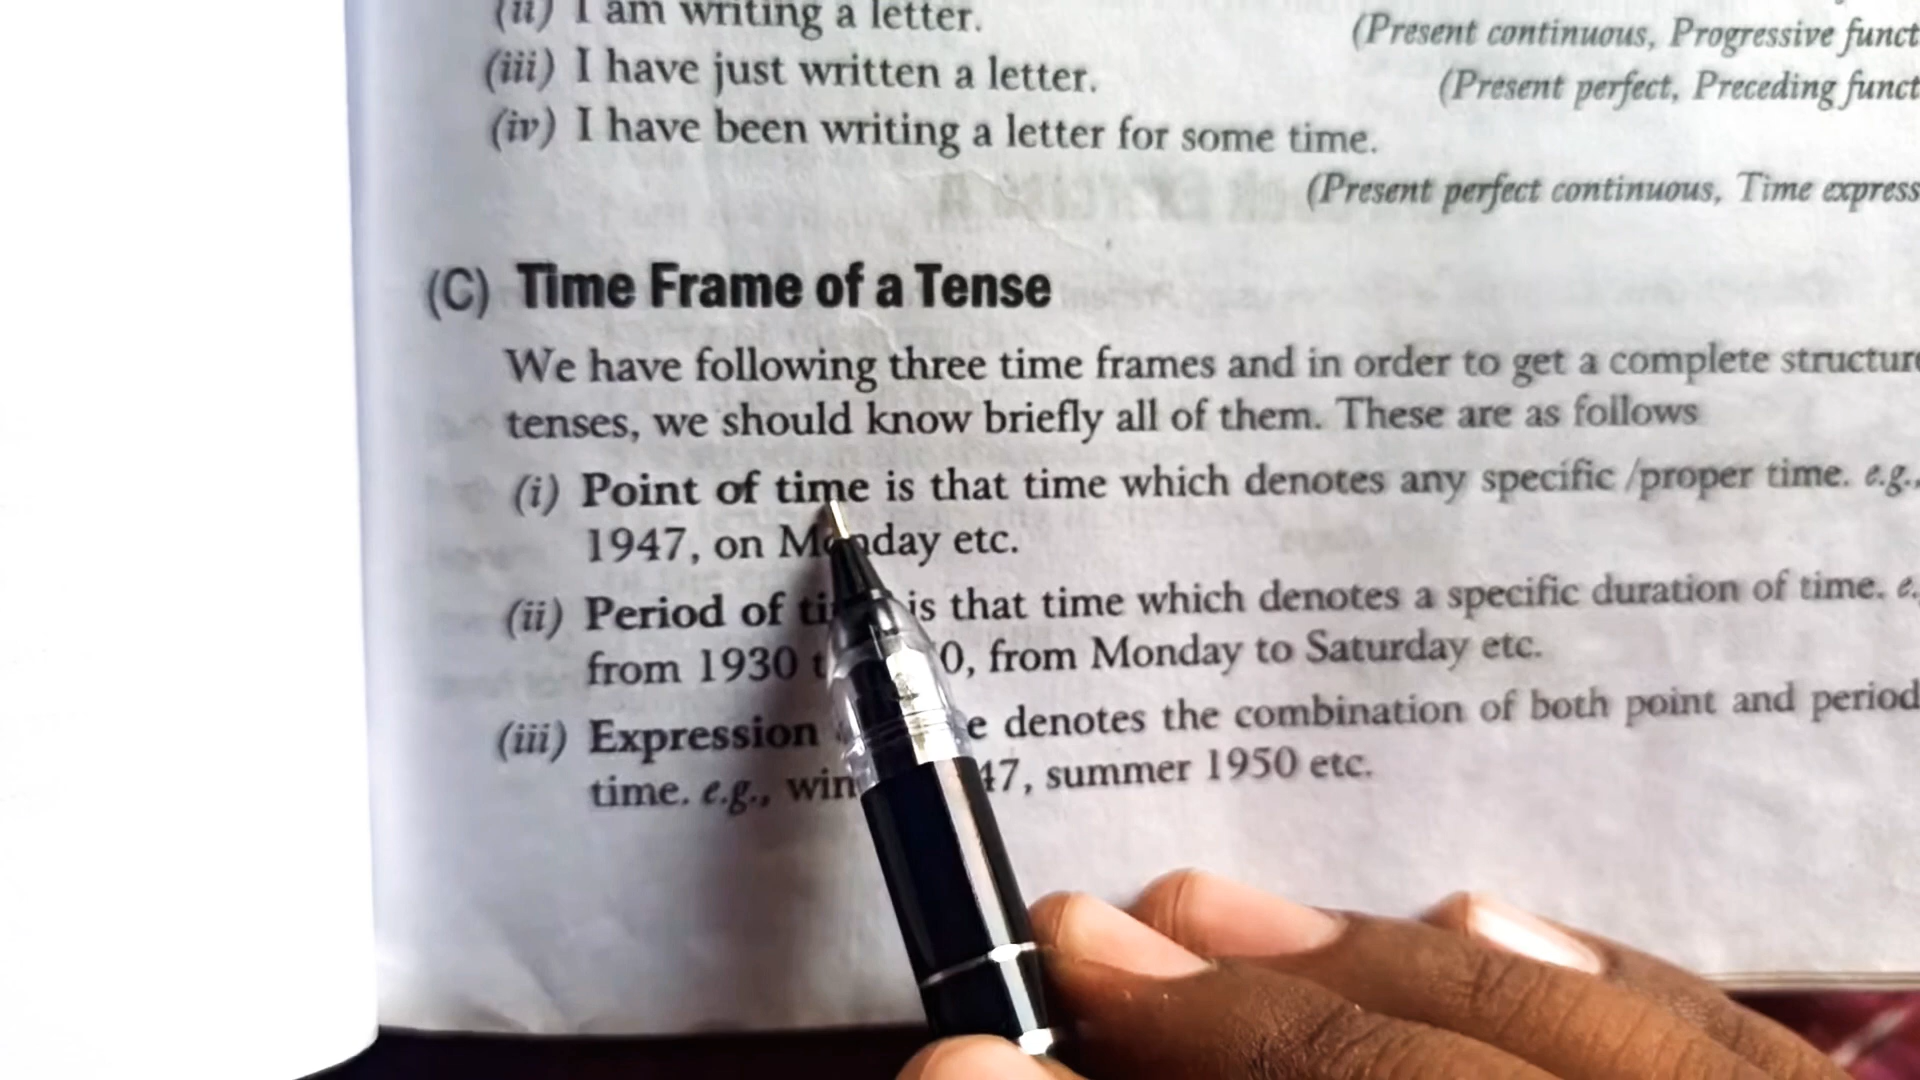 (ii) I am writing a letter.
(Present continuous, Progressive funct
(iii) I have just written a letter.
(Present perfect, Preceding funct
(iv) I have been writing a letter for some time.
(Present perfect continuous, Time express
(C) Time Frame of a Tense
We have following three time frames and in order to get a complete structure
tenses, we should know briefly all of them. These are as follows
(i) Point of time is that time which denotes any specific /proper time. e.g.,
1947, on Monday etc.
(ii) Period of is that time which denotes a specific duration of time. e.
from 1930 0, from Monday to Saturday etc.
(iii) Expression denotes the combination of both point and period
time. e.g., 47, summer 1950 etc.